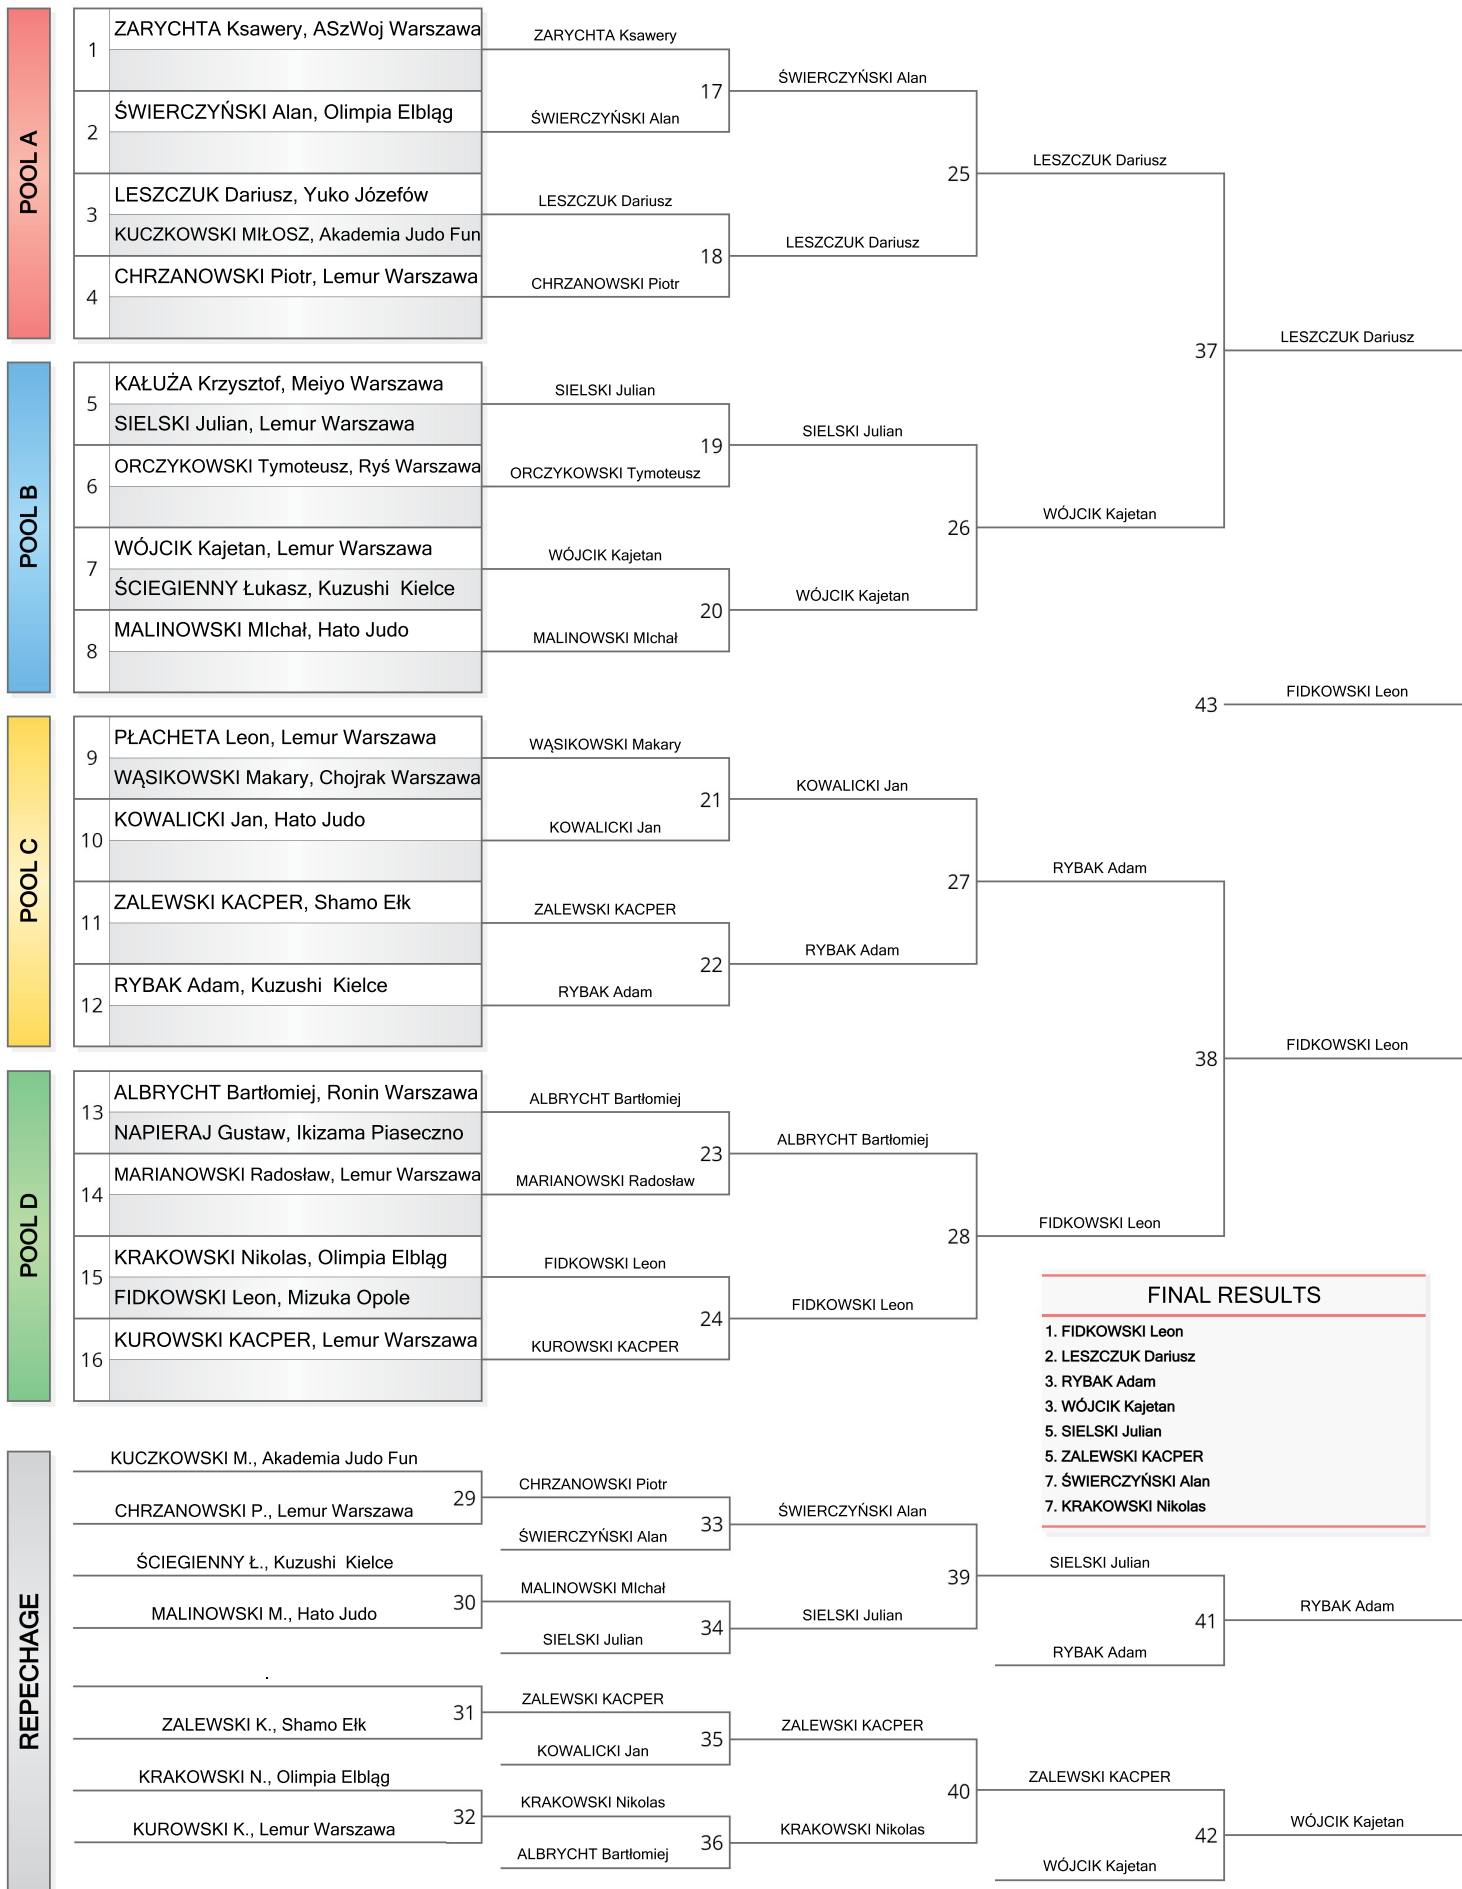 POOL A
1
ZARYCHTA Ksawery, ASzWoj Warszawa
2
ŚWIERCZYŃSKI Alan, Olimpia Elbląg
3
LESZCZUK Dariusz, Yuko Józefów
KUCZKOWSKI MIŁOSZ, Akademia Judo Fun
4
CHRZANOWSKI Piotr, Lemur Warszawa
ZARYCHTA Ksawery
17
ŚWIERCZYŃSKI Alan
LESZCZUK Dariusz
18
CHRZANOWSKI Piotr
ŚWIERCZYŃSKI Alan
25
LESZCZUK Dariusz
LESZCZUK Dariusz
POOL B
5
KAŁUŻA Krzysztof, Meiyo Warszawa
SIELSKI Julian, Lemur Warszawa
6
ORCZYKOWSKI Tymoteusz, Ryś Warszawa
7
WÓJCIK Kajetan, Lemur Warszawa
ŚCIEGIENNY Łukasz, Kuzushi  Kielce
8
MALINOWSKI MIchał, Hato Judo
SIELSKI Julian
19
ORCZYKOWSKI Tymoteusz
WÓJCIK Kajetan
20
MALINOWSKI MIchał
SIELSKI Julian
26
WÓJCIK Kajetan
WÓJCIK Kajetan
37
LESZCZUK Dariusz
43
FIDKOWSKI Leon
POOL C
9
PŁACHETA Leon, Lemur Warszawa
WĄSIKOWSKI Makary, Chojrak Warszawa
10
KOWALICKI Jan, Hato Judo
11
ZALEWSKI KACPER, Shamo Ełk
12
RYBAK Adam, Kuzushi  Kielce
WĄSIKOWSKI Makary
21
KOWALICKI Jan
ZALEWSKI KACPER
22
RYBAK Adam
KOWALICKI Jan
27
RYBAK Adam
RYBAK Adam
POOL D
13
ALBRYCHT Bartłomiej, Ronin Warszawa
NAPIERAJ Gustaw, Ikizama Piaseczno
14
MARIANOWSKI Radosław, Lemur Warszawa
15
KRAKOWSKI Nikolas, Olimpia Elbląg
FIDKOWSKI Leon, Mizuka Opole
16
KUROWSKI KACPER, Lemur Warszawa
ALBRYCHT Bartłomiej
23
MARIANOWSKI Radosław
FIDKOWSKI Leon
24
KUROWSKI KACPER
ALBRYCHT Bartłomiej
28
FIDKOWSKI Leon
FIDKOWSKI Leon
38
FIDKOWSKI Leon
FINAL RESULTS
1. FIDKOWSKI Leon
2. LESZCZUK Dariusz
3. RYBAK Adam
3. WÓJCIK Kajetan
5. SIELSKI Julian
5. ZALEWSKI KACPER
7. ŚWIERCZYŃSKI Alan
7. KRAKOWSKI Nikolas
REPECHAGE
KUCZKOWSKI M., Akademia Judo Fun
29
CHRZANOWSKI P., Lemur Warszawa
ŚCIEGIENNY Ł., Kuzushi  Kielce
30
MALINOWSKI M., Hato Judo
.
31
ZALEWSKI K., Shamo Ełk
KRAKOWSKI N., Olimpia Elbląg
32
KUROWSKI K., Lemur Warszawa
CHRZANOWSKI Piotr
33
ŚWIERCZYŃSKI Alan
MALINOWSKI MIchał
34
SIELSKI Julian
ZALEWSKI KACPER
35
KOWALICKI Jan
KRAKOWSKI Nikolas
36
ALBRYCHT Bartłomiej
ŚWIERCZYŃSKI Alan
39
SIELSKI Julian
ZALEWSKI KACPER
40
KRAKOWSKI Nikolas
SIELSKI Julian
41
RYBAK Adam
ZALEWSKI KACPER
42
WÓJCIK Kajetan
RYBAK Adam
WÓJCIK Kajetan